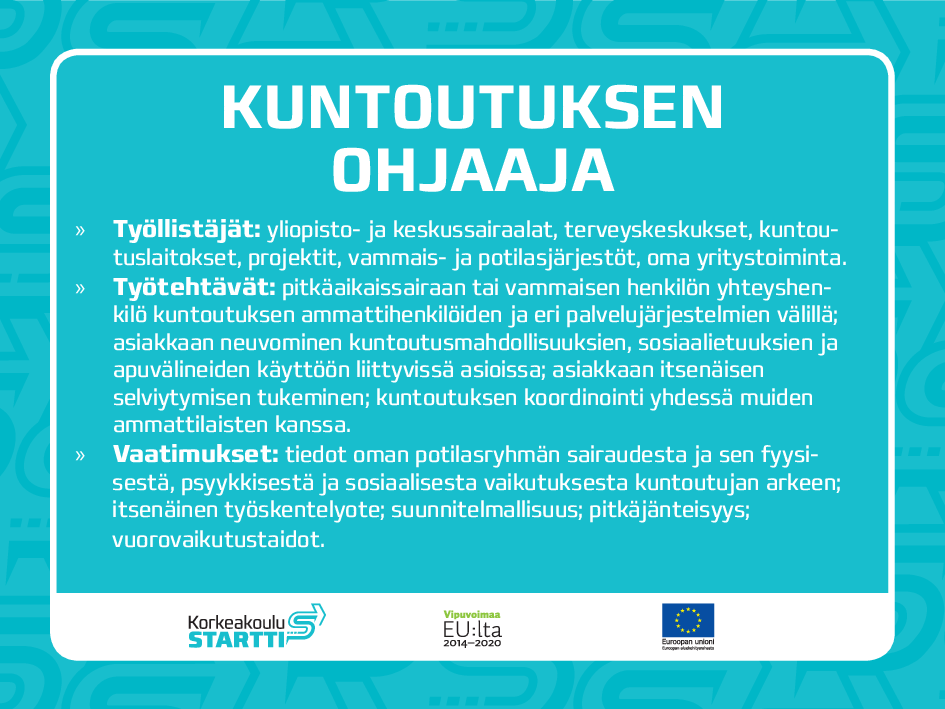 KUNTOUTUKSEN
OHJAAJA
» Työllistäjät: yliopisto- ja keskussairaalat, terveyskeskukset, kuntou-
tuslaitokset, projektit, vammais- ja potilasjärjestöt, oma yritystoiminta.
» Työtehtävät: pitkäaikaissairaan tai vammaisen henkilön yhteyshen-
kilö kuntoutuksen ammattihenkilöiden ja eri palvelujärjestelmien välillä;
asiakkaan neuvominen kuntoutusmahdollisuuksien, sosiaalietuuksien ja
apuvälineiden käyttöön liittyvissä asioissa; asiakkaan itsenäisen
selviytymisen tukeminen; kuntoutuksen koordinointi yhdessä muiden
ammattilaisten kanssa.
» Vaatimukset: tiedot oman potilasryhmän sairaudesta ja sen fyysi-
sestä, psyykkisestä ja sosiaalisesta vaikutuksesta kuntoutujan arkeen;
itsenäinen työskentelyote; suunnitelmallisuus; pitkäjänteisyys;
vuorovaikutustaidot.
Korkeakoulu
STARTTI
Vipuvoimaa
EU:lta
2014–2020
Euroopan unioni
Euroopan aluekehitysrahasto